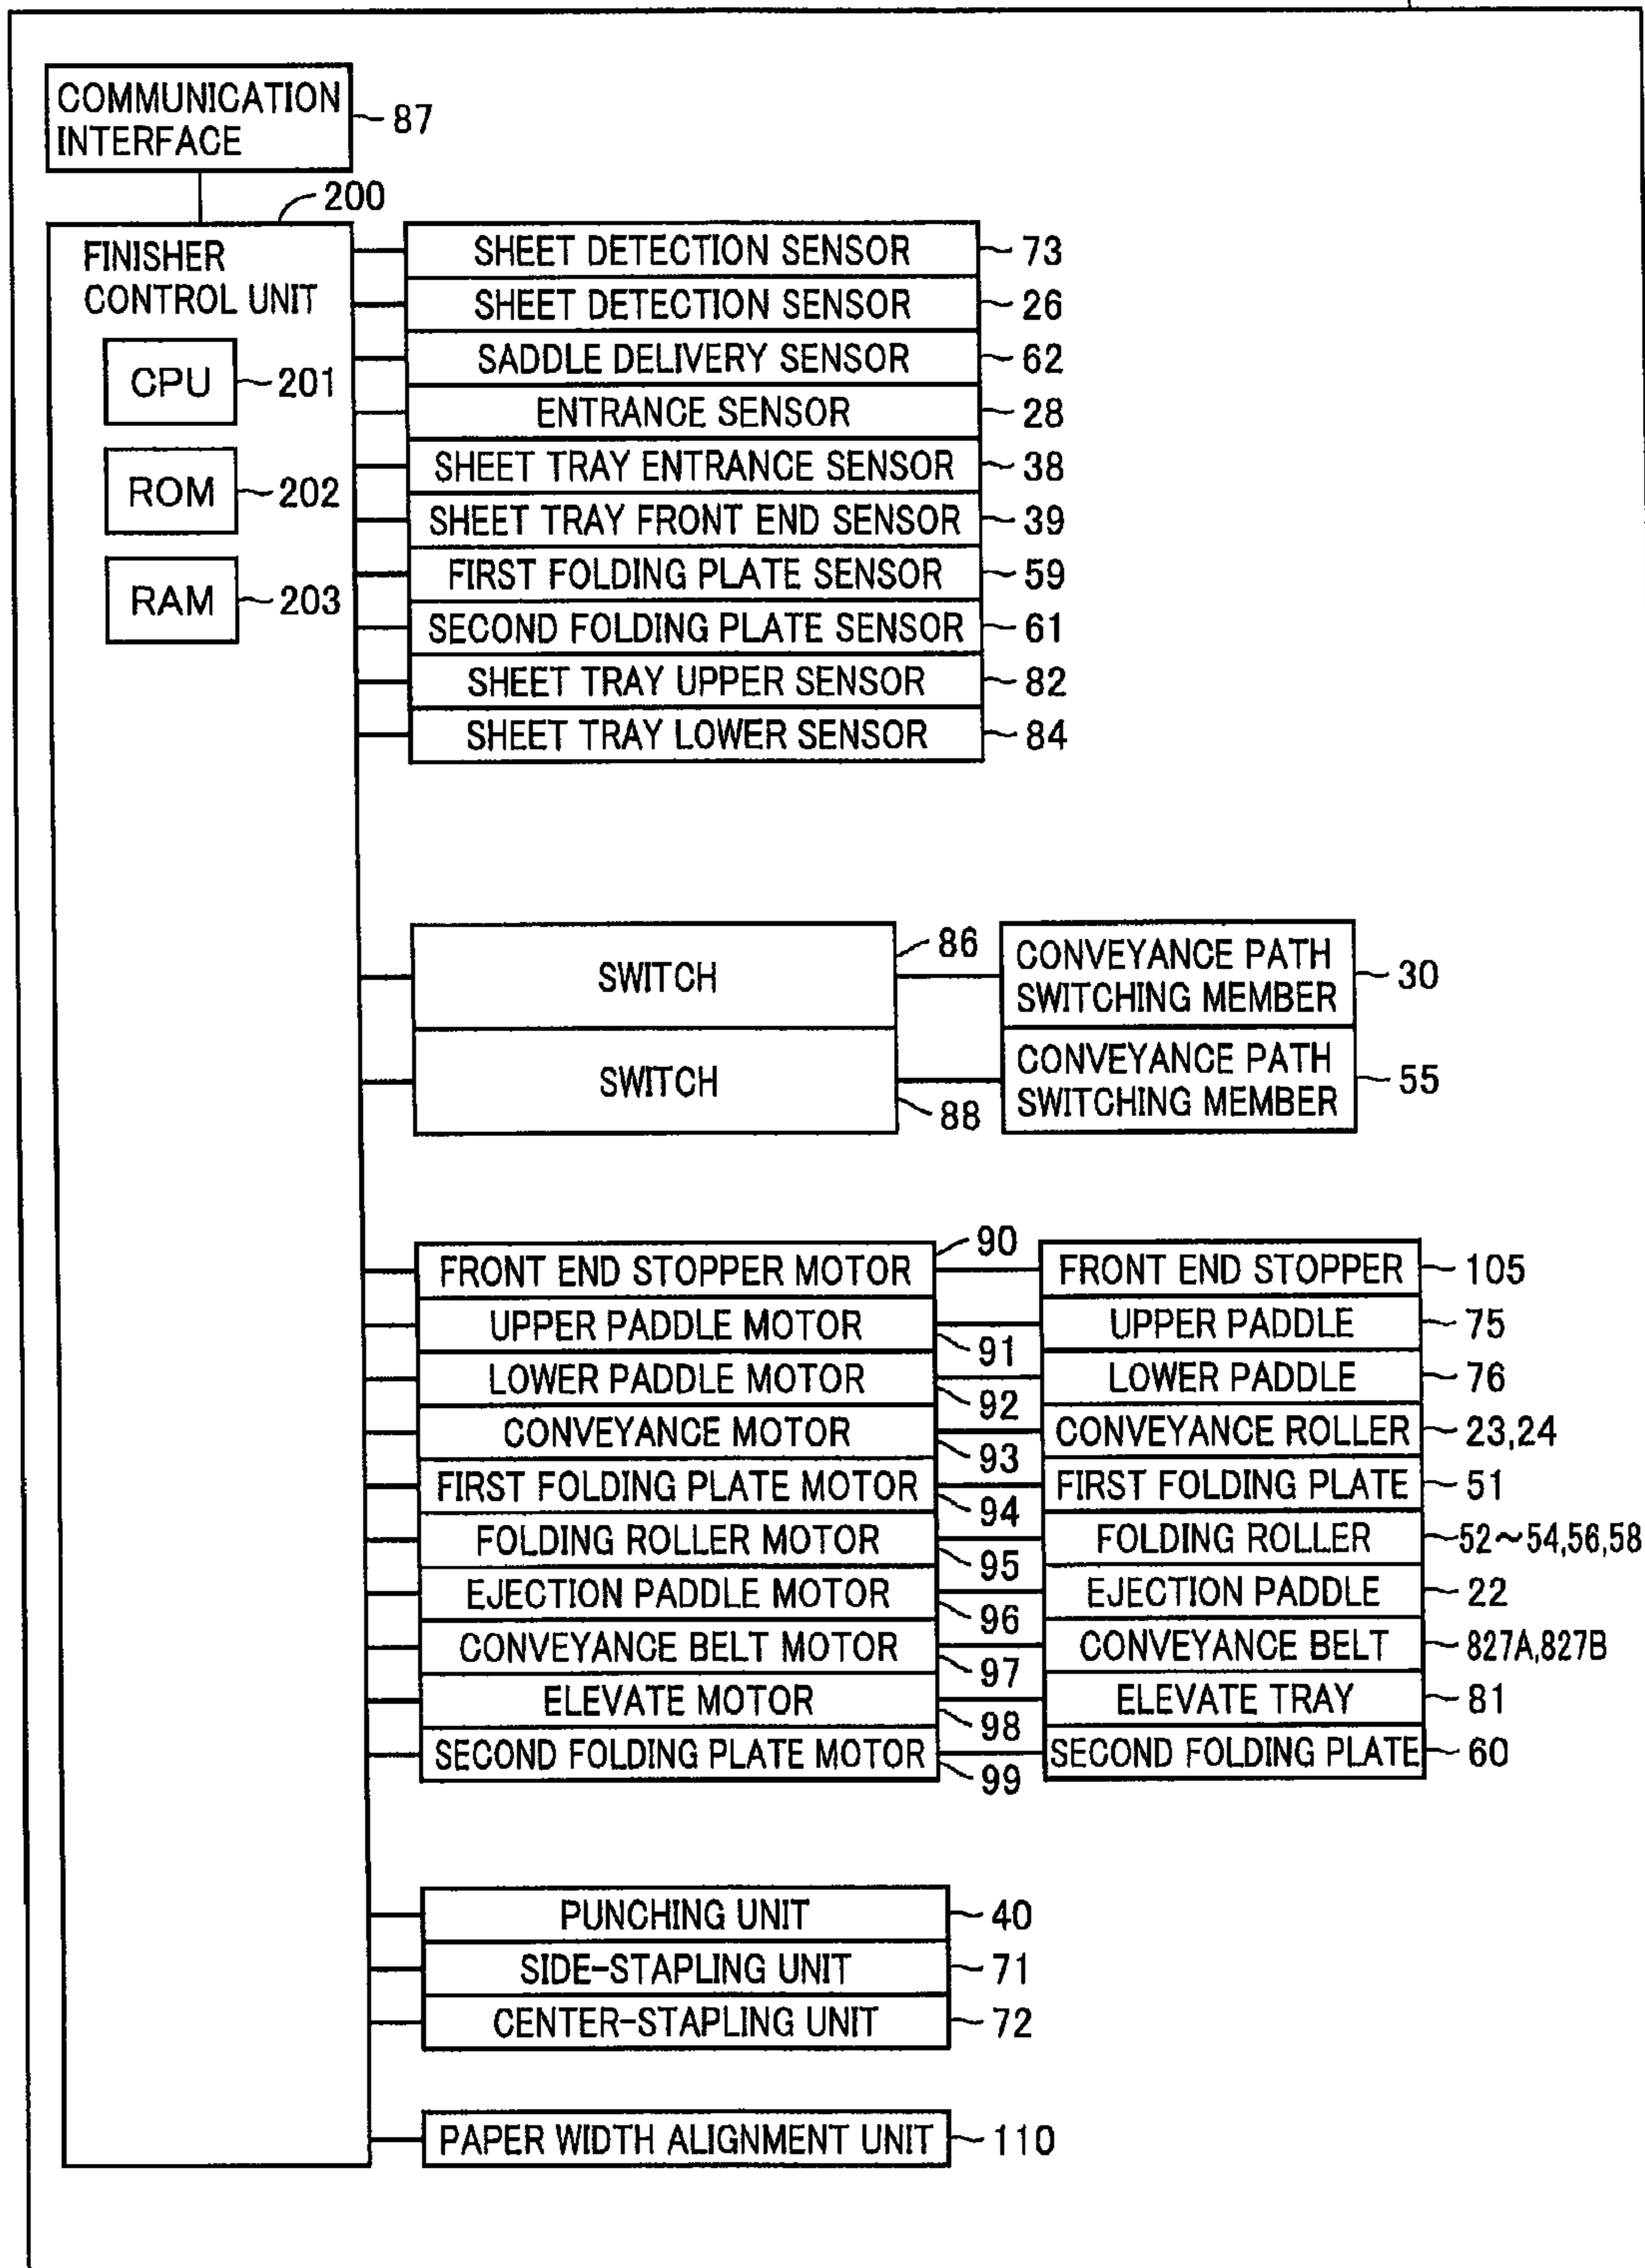 COMMUNICATION
INTERFACE
87
200
FINISHER
CONTROL UNIT
CPU
201
ROM
202
RAM
203
SHEET DETECTION SENSOR 73
SHEET DETECTION SENSOR 26
SADDLE DELIVERY SENSOR 62
ENTRANCE SENSOR 28
SHEET TRAY ENTRANCE SENSOR 38
SHEET TRAY FRONT END SENSOR 39
FIRST FOLDING PLATE SENSOR 59
SECOND FOLDING PLATE SENSOR 61
SHEET TRAY UPPER SENSOR 82
SHEET TRAY LOWER SENSOR 84
SWITCH 86
CONVEYANCE PATH
SWITCHING MEMBER
30
SWITCH 88
CONVEYANCE PATH
SWITCHING MEMBER
55
FRONT END STOPPER MOTOR 90 FRONT END STOPPER 105
UPPER PADDLE MOTOR 91 UPPER PADDLE 75
LOWER PADDLE MOTOR 92 LOWER PADDLE 76
CONVEYANCE MOTOR 93 CONVEYANCE ROLLER 23,24
FIRST FOLDING PLATE MOTOR 94 FIRST FOLDING PLATE 51
FOLDING ROLLER MOTOR 95 FOLDING ROLLER 52~54,56,58
EJECTION PADDLE MOTOR 96 EJECTION PADDLE 22
CONVEYANCE BELT MOTOR 97 CONVEYANCE BELT 827A,827B
ELEVATE MOTOR 98 ELEVATE TRAY 81
SECOND FOLDING PLATE MOTOR 99 SECOND FOLDING PLATE 60
PUNCHING UNIT 40
SIDE-STAPLING UNIT 71
CENTER-STAPLING UNIT 72
PAPER WIDTH ALIGNMENT UNIT 110